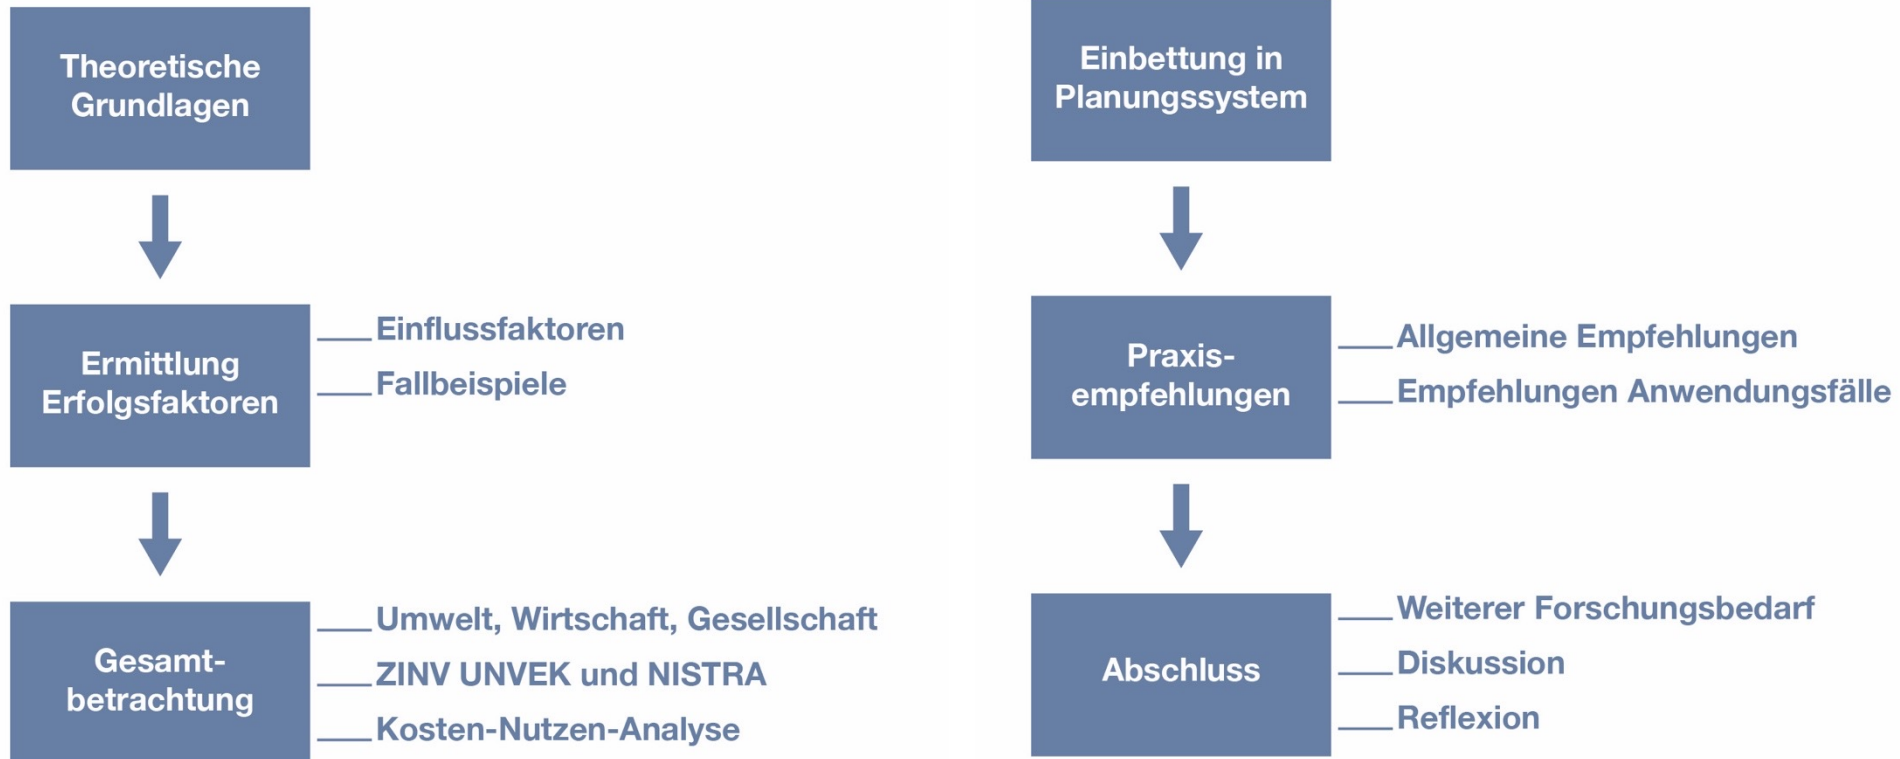 Theoretische
Grundlagen
Ermittlung
Erfolgsfaktoren
Einflussfaktoren
Fallbeispiele
Gesamt-
betrachtung
Umwelt, Wirtschaft, Gesellschaft
ZINV UNVEK und NISTRA
Kosten-Nutzen-Analyse
Einbettung in
Planungssystem
Praxis-
empfehlungen
Allgemeine Empfehlungen
Empfehlungen Anwendungsfälle
Abschluss
Weiterer Forschungsbedarf
Diskussion
Reflexion